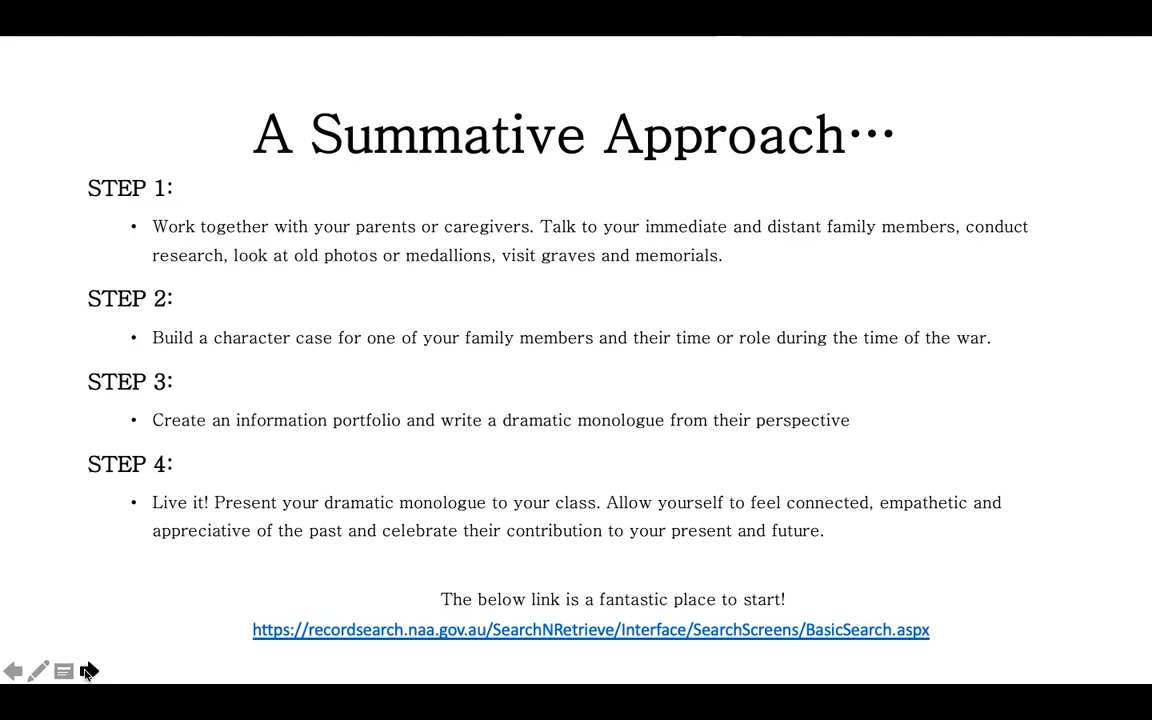 A Summative Approach…
STEP 1:
• Work together with your parents or caregivers. Talk to your immediate and distant family members, conduct
research, look at old photos or medallions, visit graves and memorials.
STEP 2:
• Build a character case for one of your family members and their time or role during the time of the war.
STEP 3:
• Create an information portfolio and write a dramatic monologue from their perspective
STEP 4:
• Live it! Present your dramatic monologue to your class. Allow yourself to feel connected, empathetic and
appreciative of the past and celebrate their contribution to your present and future.
The below link is a fantastic place to start!
https://recordsearch.naa.gov.au/SearchNRetrieve/Interface/SearchScreens/BasicSearch.aspx